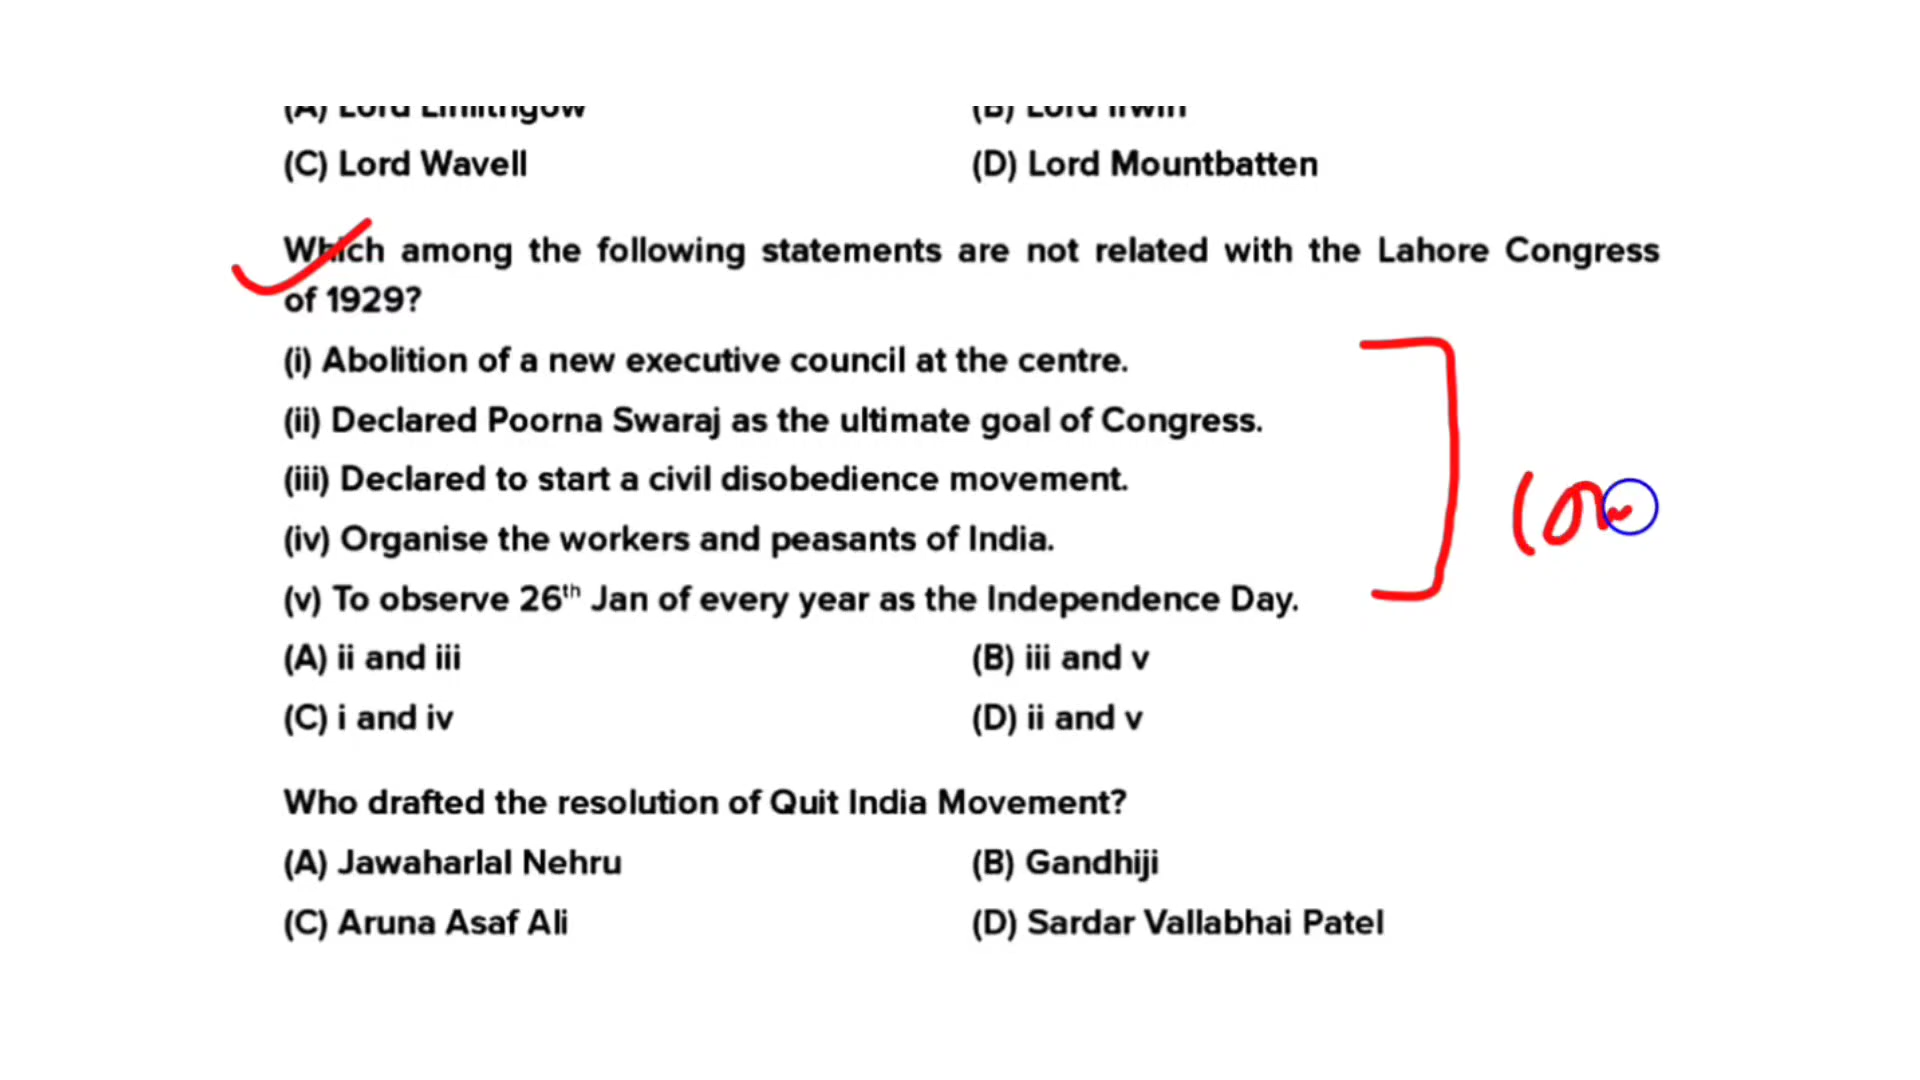 (A) Lord Linlithgow (B) Lord Irwin
(C) Lord Wavell (D) Lord Mountbatten
Which among the following statements are not related with the Lahore Congress
of 1929?
(i) Abolition of a new executive council at the centre.
(ii) Declared Poorna Swaraj as the ultimate goal of Congress.
(iii) Declared to start a civil disobedience movement.
(iv) Organise the workers and peasants of India.
(v) To observe 26th Jan of every year as the Independence Day.
(A) ii and iii (B) iii and v
(C) i and iv (D) ii and v
Who drafted the resolution of Quit India Movement?
(A) Jawaharlal Nehru (B) Gandhiji
(C) Aruna Asaf Ali (D) Sardar Vallabhai Patel